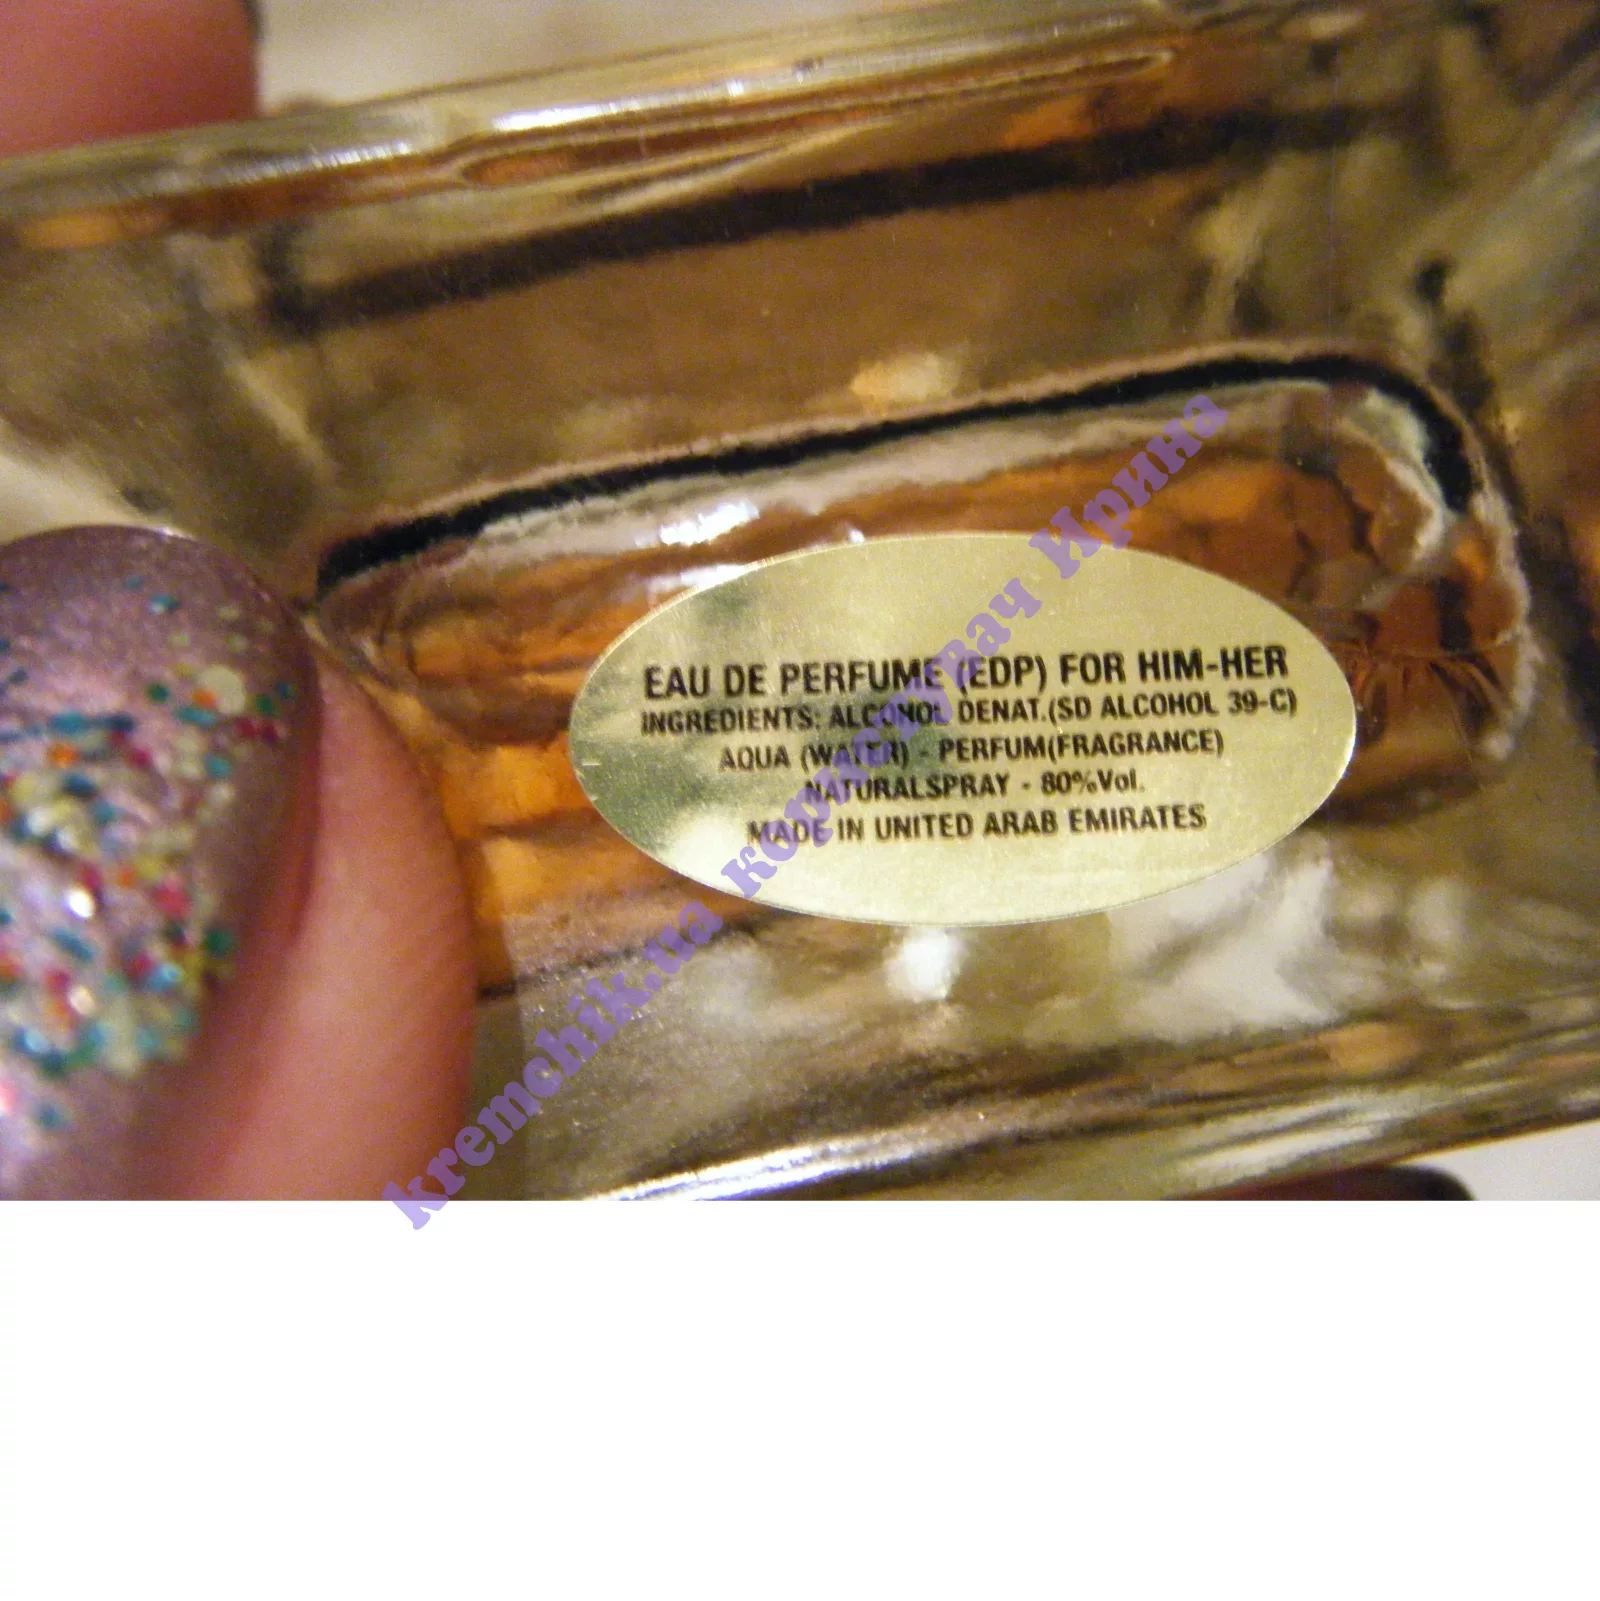 EAU DE PERFUME (EDP) FOR HIM-HER
INGREDIENTS: ALCOHOL DENAT.(SD ALCOHOL 39-C)
AQUA (WATER) - PERFUM(FRAGRANCE)
NATURALSPRAY - 80%Vol.
MADE IN UNITED ARAB EMIRATES
kremchik.ua корженовач Ирина